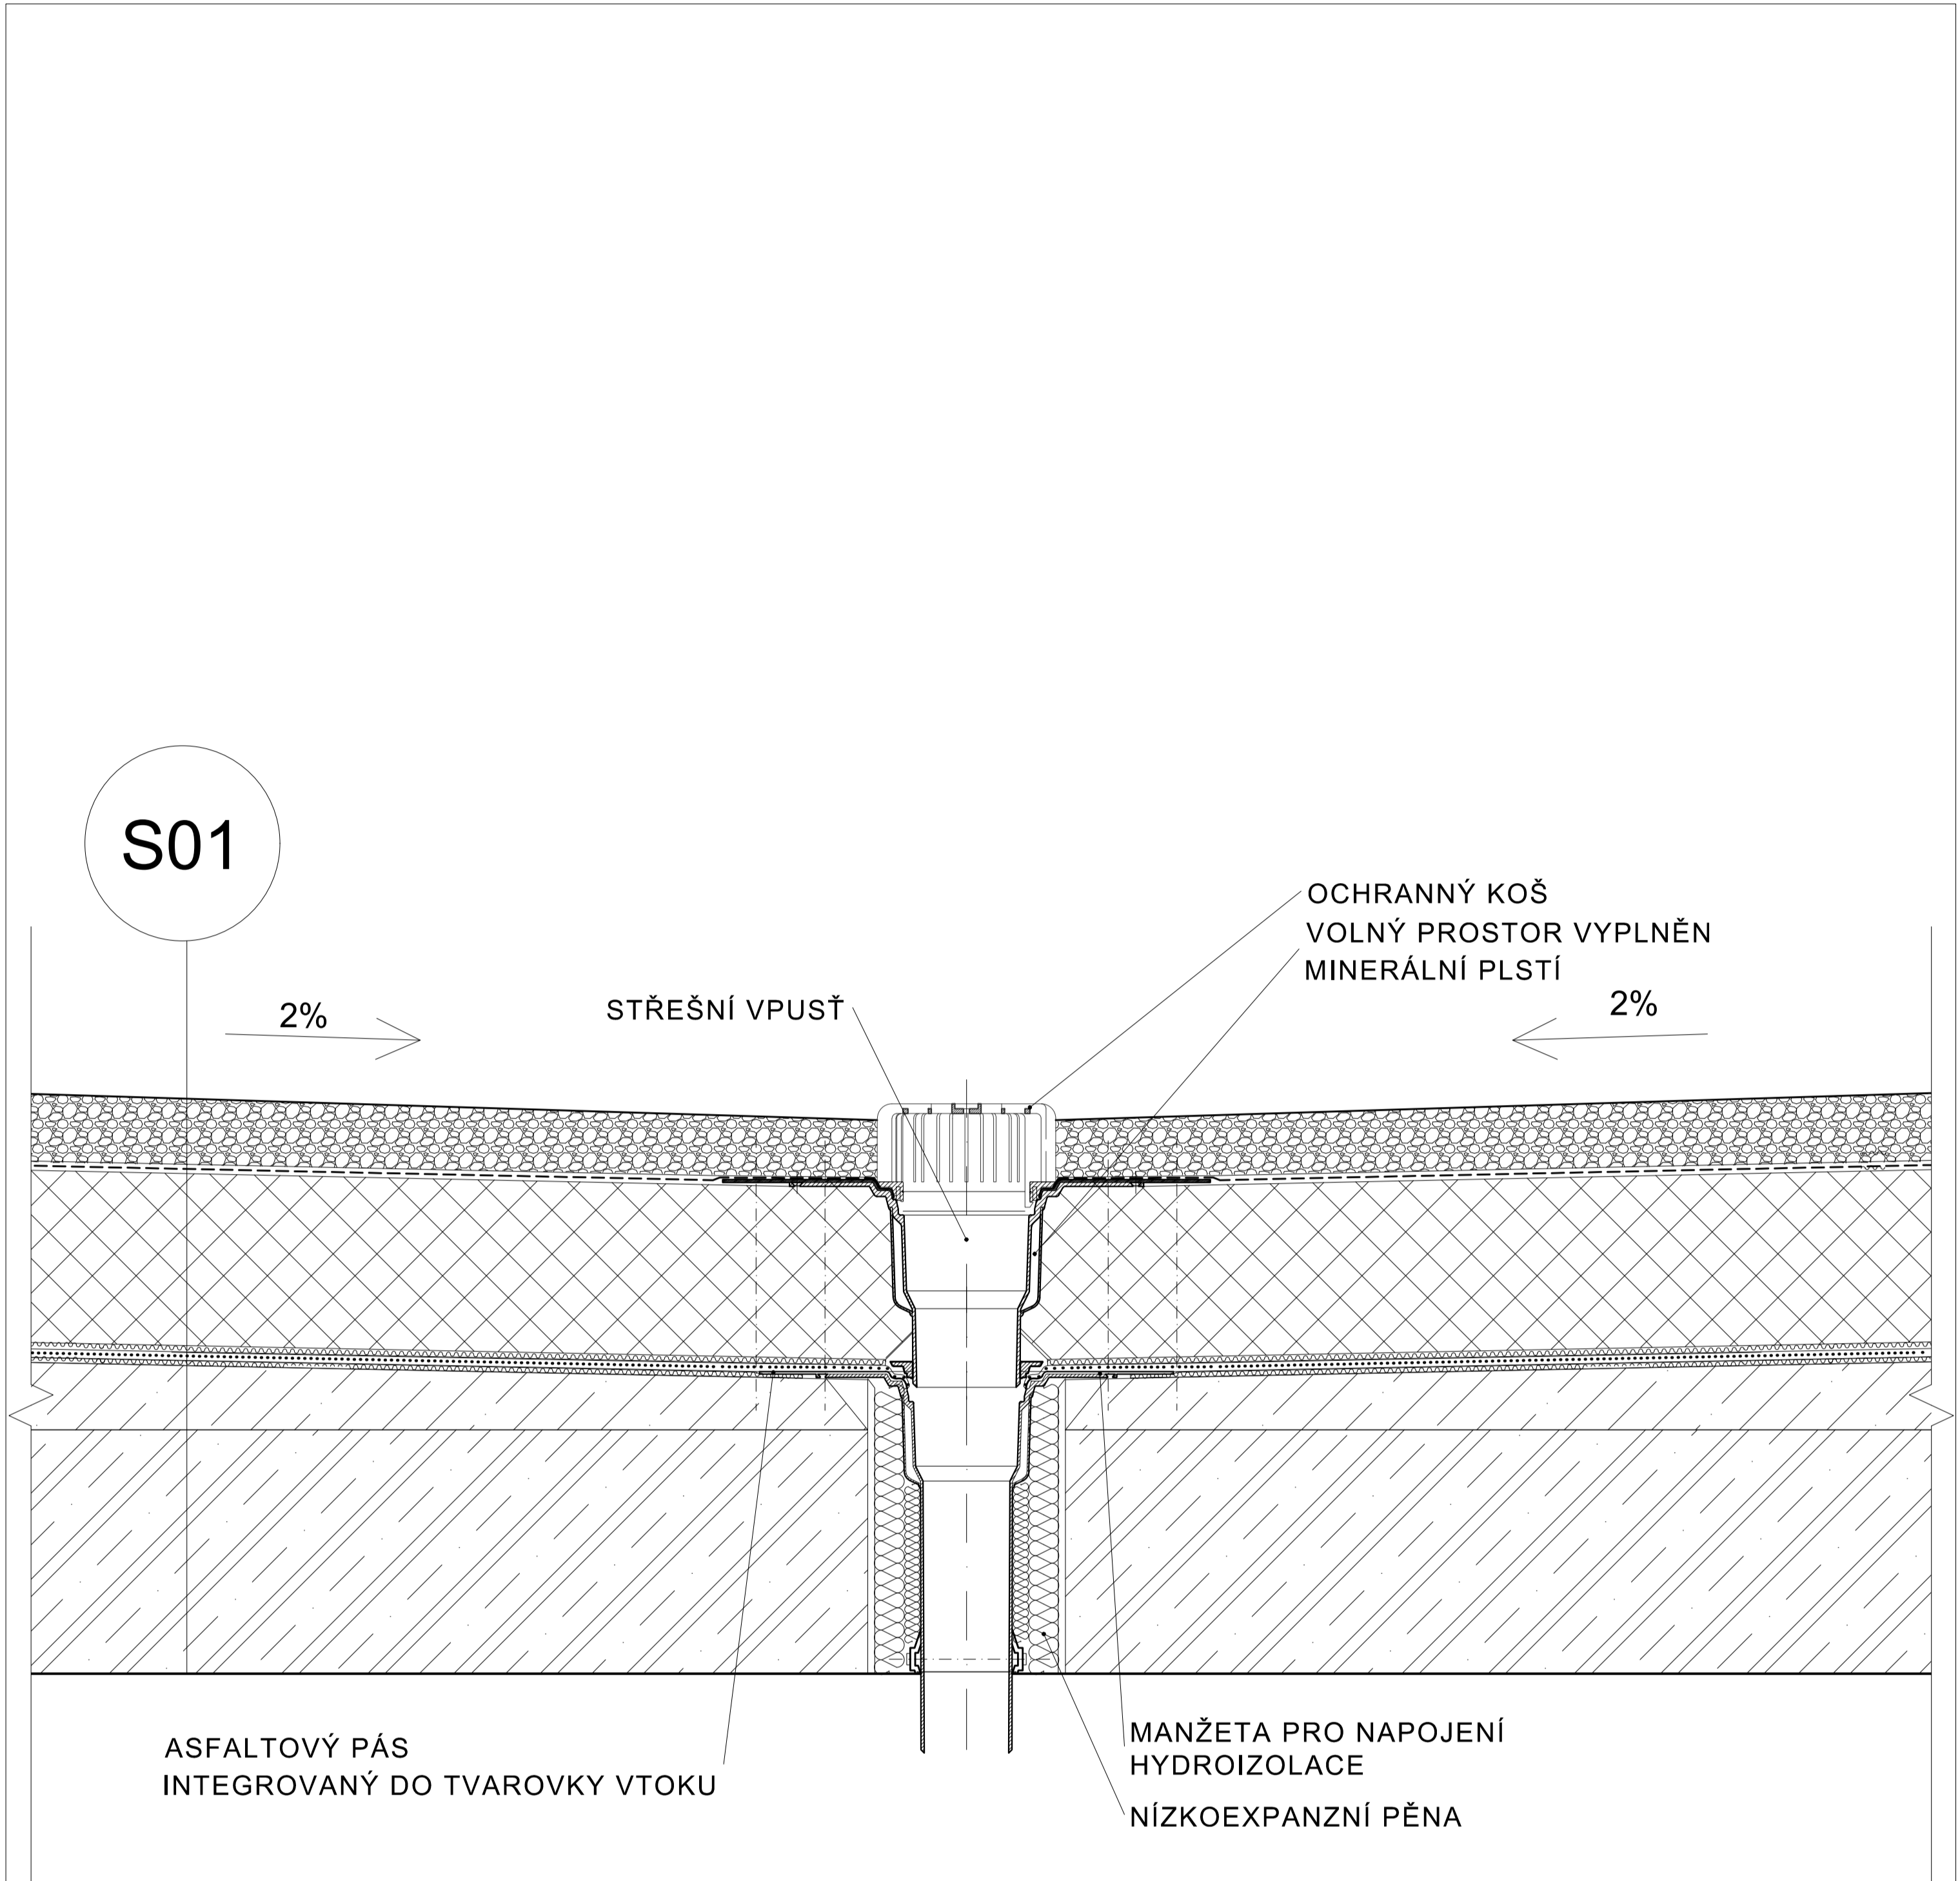 S01
OCHRANNÝ KOŠ
VOLNÝ PROSTOR VYPLNĚN
MINERÁLNÍ PLSTÍ
STŘEŠNÍ VPUSŤ
2%
2%
ASFALTOVÝ PÁS
INTEGROVANÝ DO TVAROVKY VTOKU
MANŽETA PRO NAPOJENÍ
HYDROIZOLACE
NÍZKOEXPANZNÍ PĚNA